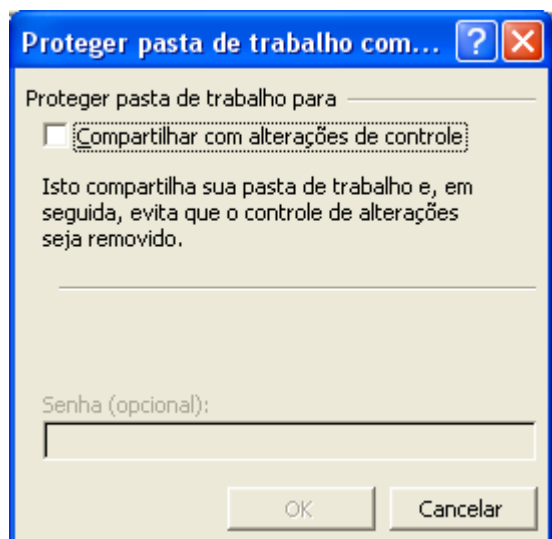 Proteger pasta de trabalho com...
Proteger pasta de trabalho para
Compartilhar com alterações de controle
Isto compartilha sua pasta de trabalho e, em
seguida, evita que o controle de alterações
seja removido.
Senha (opcional):
OK
Cancelar